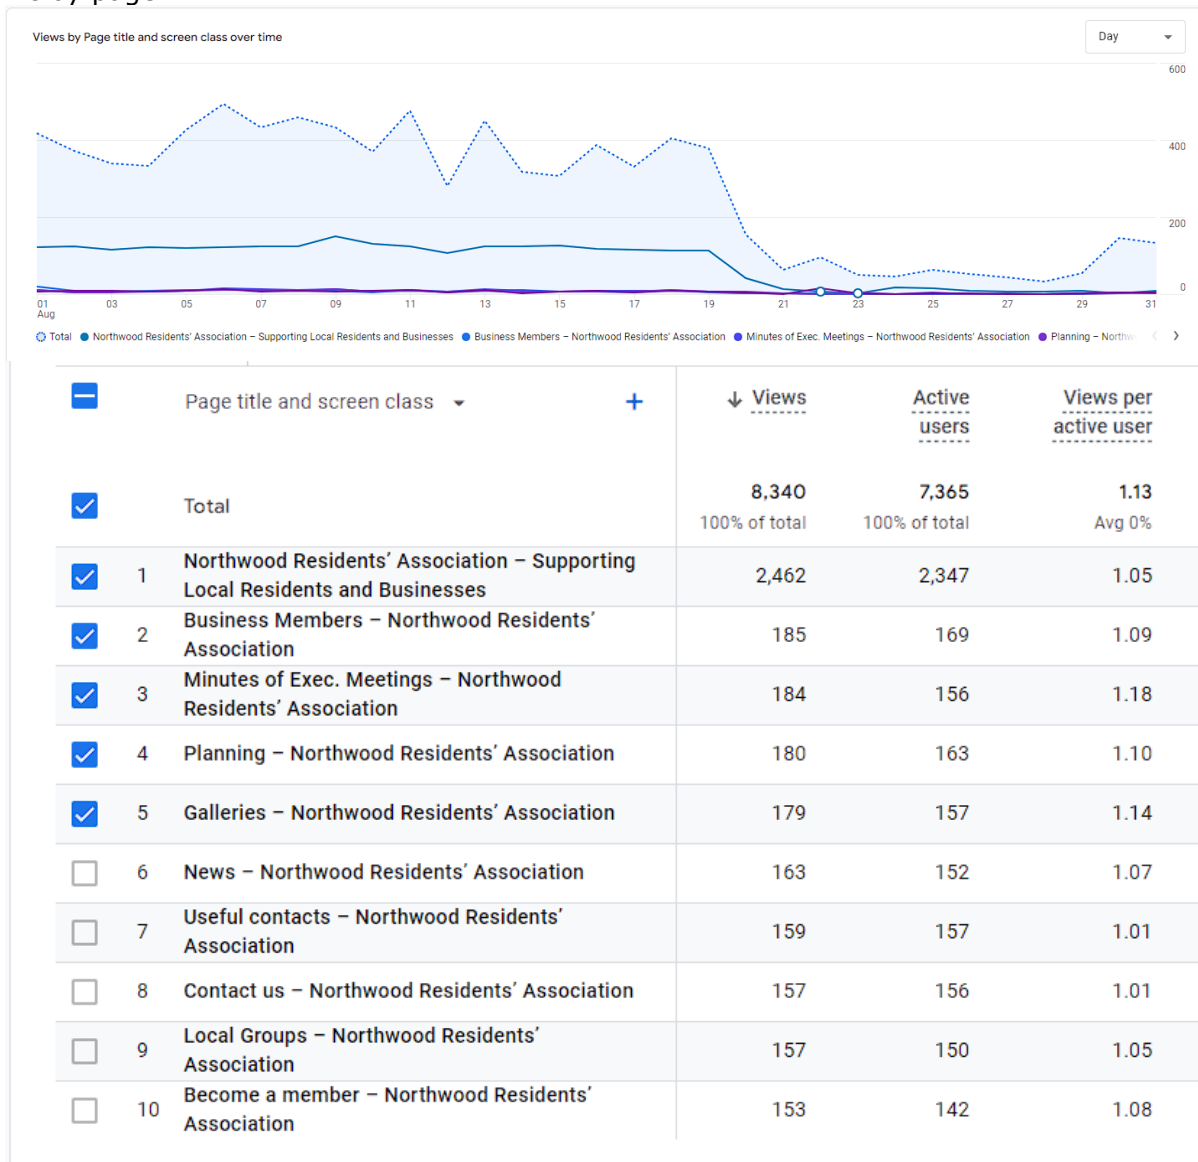 Views by Page title and screen class over time
Day
600
400
200
0
01 03 05 07 09 11 13 15 17 19 21 23 25 27 29 31
Aug
Total Northwood Residents’ Association – Supporting Local Residents and Businesses Business Members – Northwood Residents’ Association Minutes of Exec. Meetings – Northwood Residents’ Association Planning –
Page title and screen class + Views Active users Views per active user
Total 8,340 7,365 1.13
100% of total 100% of total Avg 0%
1 Northwood Residents’ Association – Supporting
Local Residents and Businesses 2,462 2,347 1.05
2 Business Members – Northwood Residents’
Association 185 169 1.09
3 Minutes of Exec. Meetings – Northwood
Residents’ Association 184 156 1.18
4 Planning – Northwood Residents’ Association 180 163 1.10
5 Galleries – Northwood Residents’ Association 179 157 1.14
6 News – Northwood Residents’ Association 163 152 1.07
7 Useful contacts – Northwood Residents’
Association 159 157 1.01
8 Contact us – Northwood Residents’ Association 157 156 1.01
9 Local Groups – Northwood Residents’
Association 157 150 1.05
10 Become a member – Northwood Residents’
Association 153 142 1.08